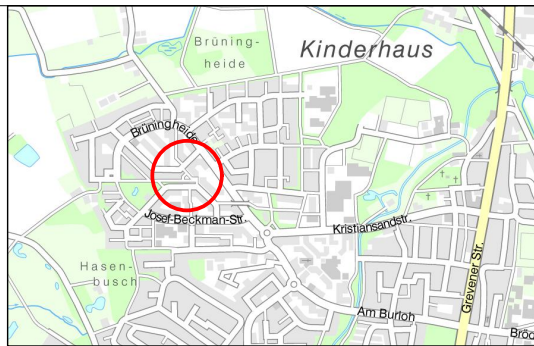 Brüning-
heide
Kinderhaus
Brüningheide
Josef-Beckman-Str.
Kristiansandstr.
Hasen-
busch
Grevener Str.
Am Burloh